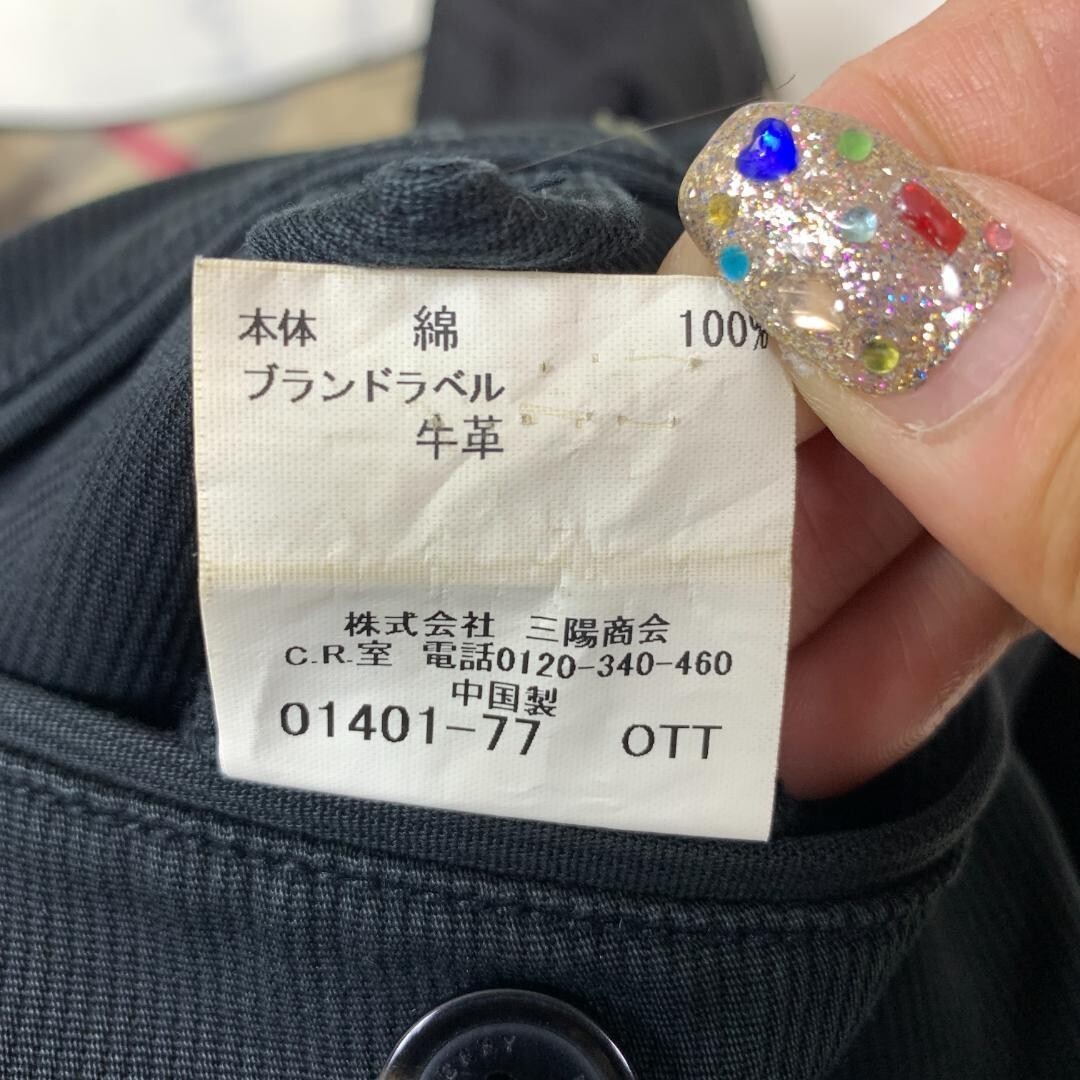 本体 綿 100%
ブランドラベル
牛革
株式会社 三陽商会
C.R.室 電話0120-340-460
中国製
01401-77 OTT